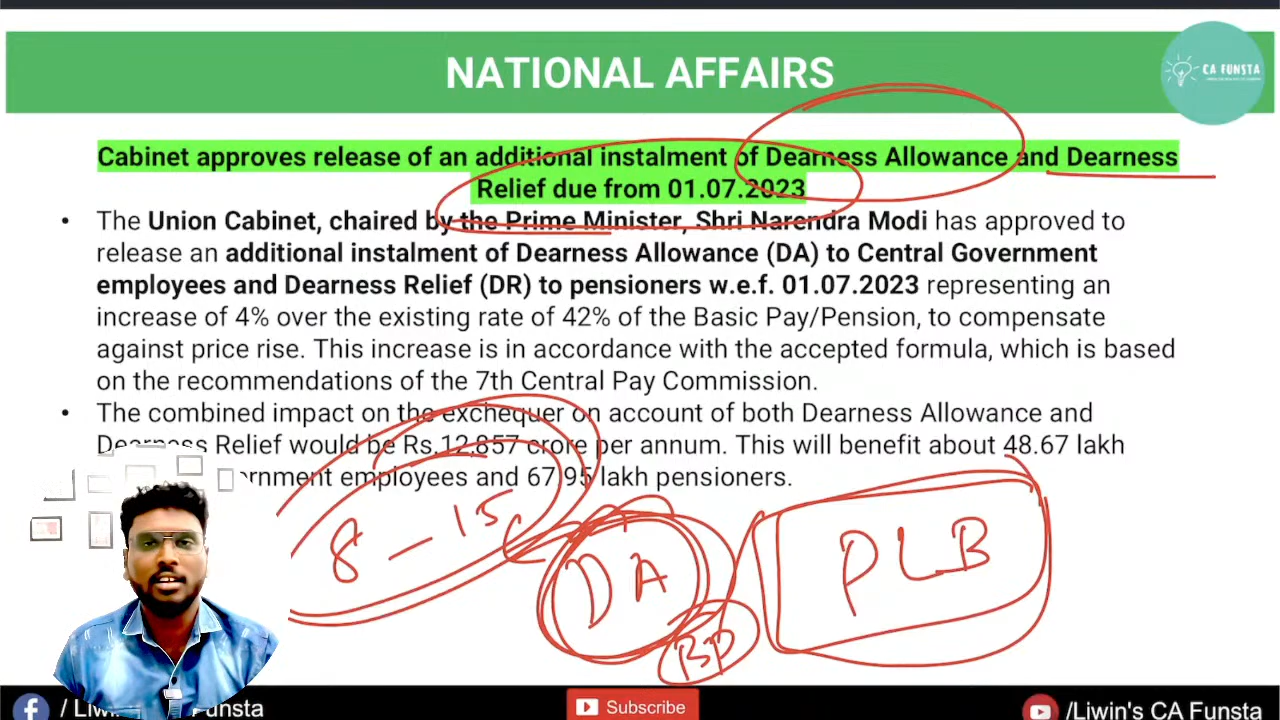 NATIONAL AFFAIRS
CA FUNSTA
Cabinet approves release of an additional instalment of Dearness Allowance and Dearness
Relief due from 01.07.2023
• The Union Cabinet, chaired by the Prime Minister, Shri Narendra Modi has approved to
release an additional instalment of Dearness Allowance (DA) to Central Government
employees and Dearness Relief (DR) to pensioners w.e.f. 01.07.2023 representing an
increase of 4% over the existing rate of 42% of the Basic Pay/Pension, to compensate
against price rise. This increase is in accordance with the accepted formula, which is based
on the recommendations of the 7th Central Pay Commission.
• The combined impact on the exchequer on account of both Dearness Allowance and
Dearness Relief would be Rs.12,857 crore per annum. This will benefit about 48.67 lakh
employees and 67.95 lakh pensioners.
8 - 15
DA
BP
PLB
Subscribe
/Liwin's CA Funsta